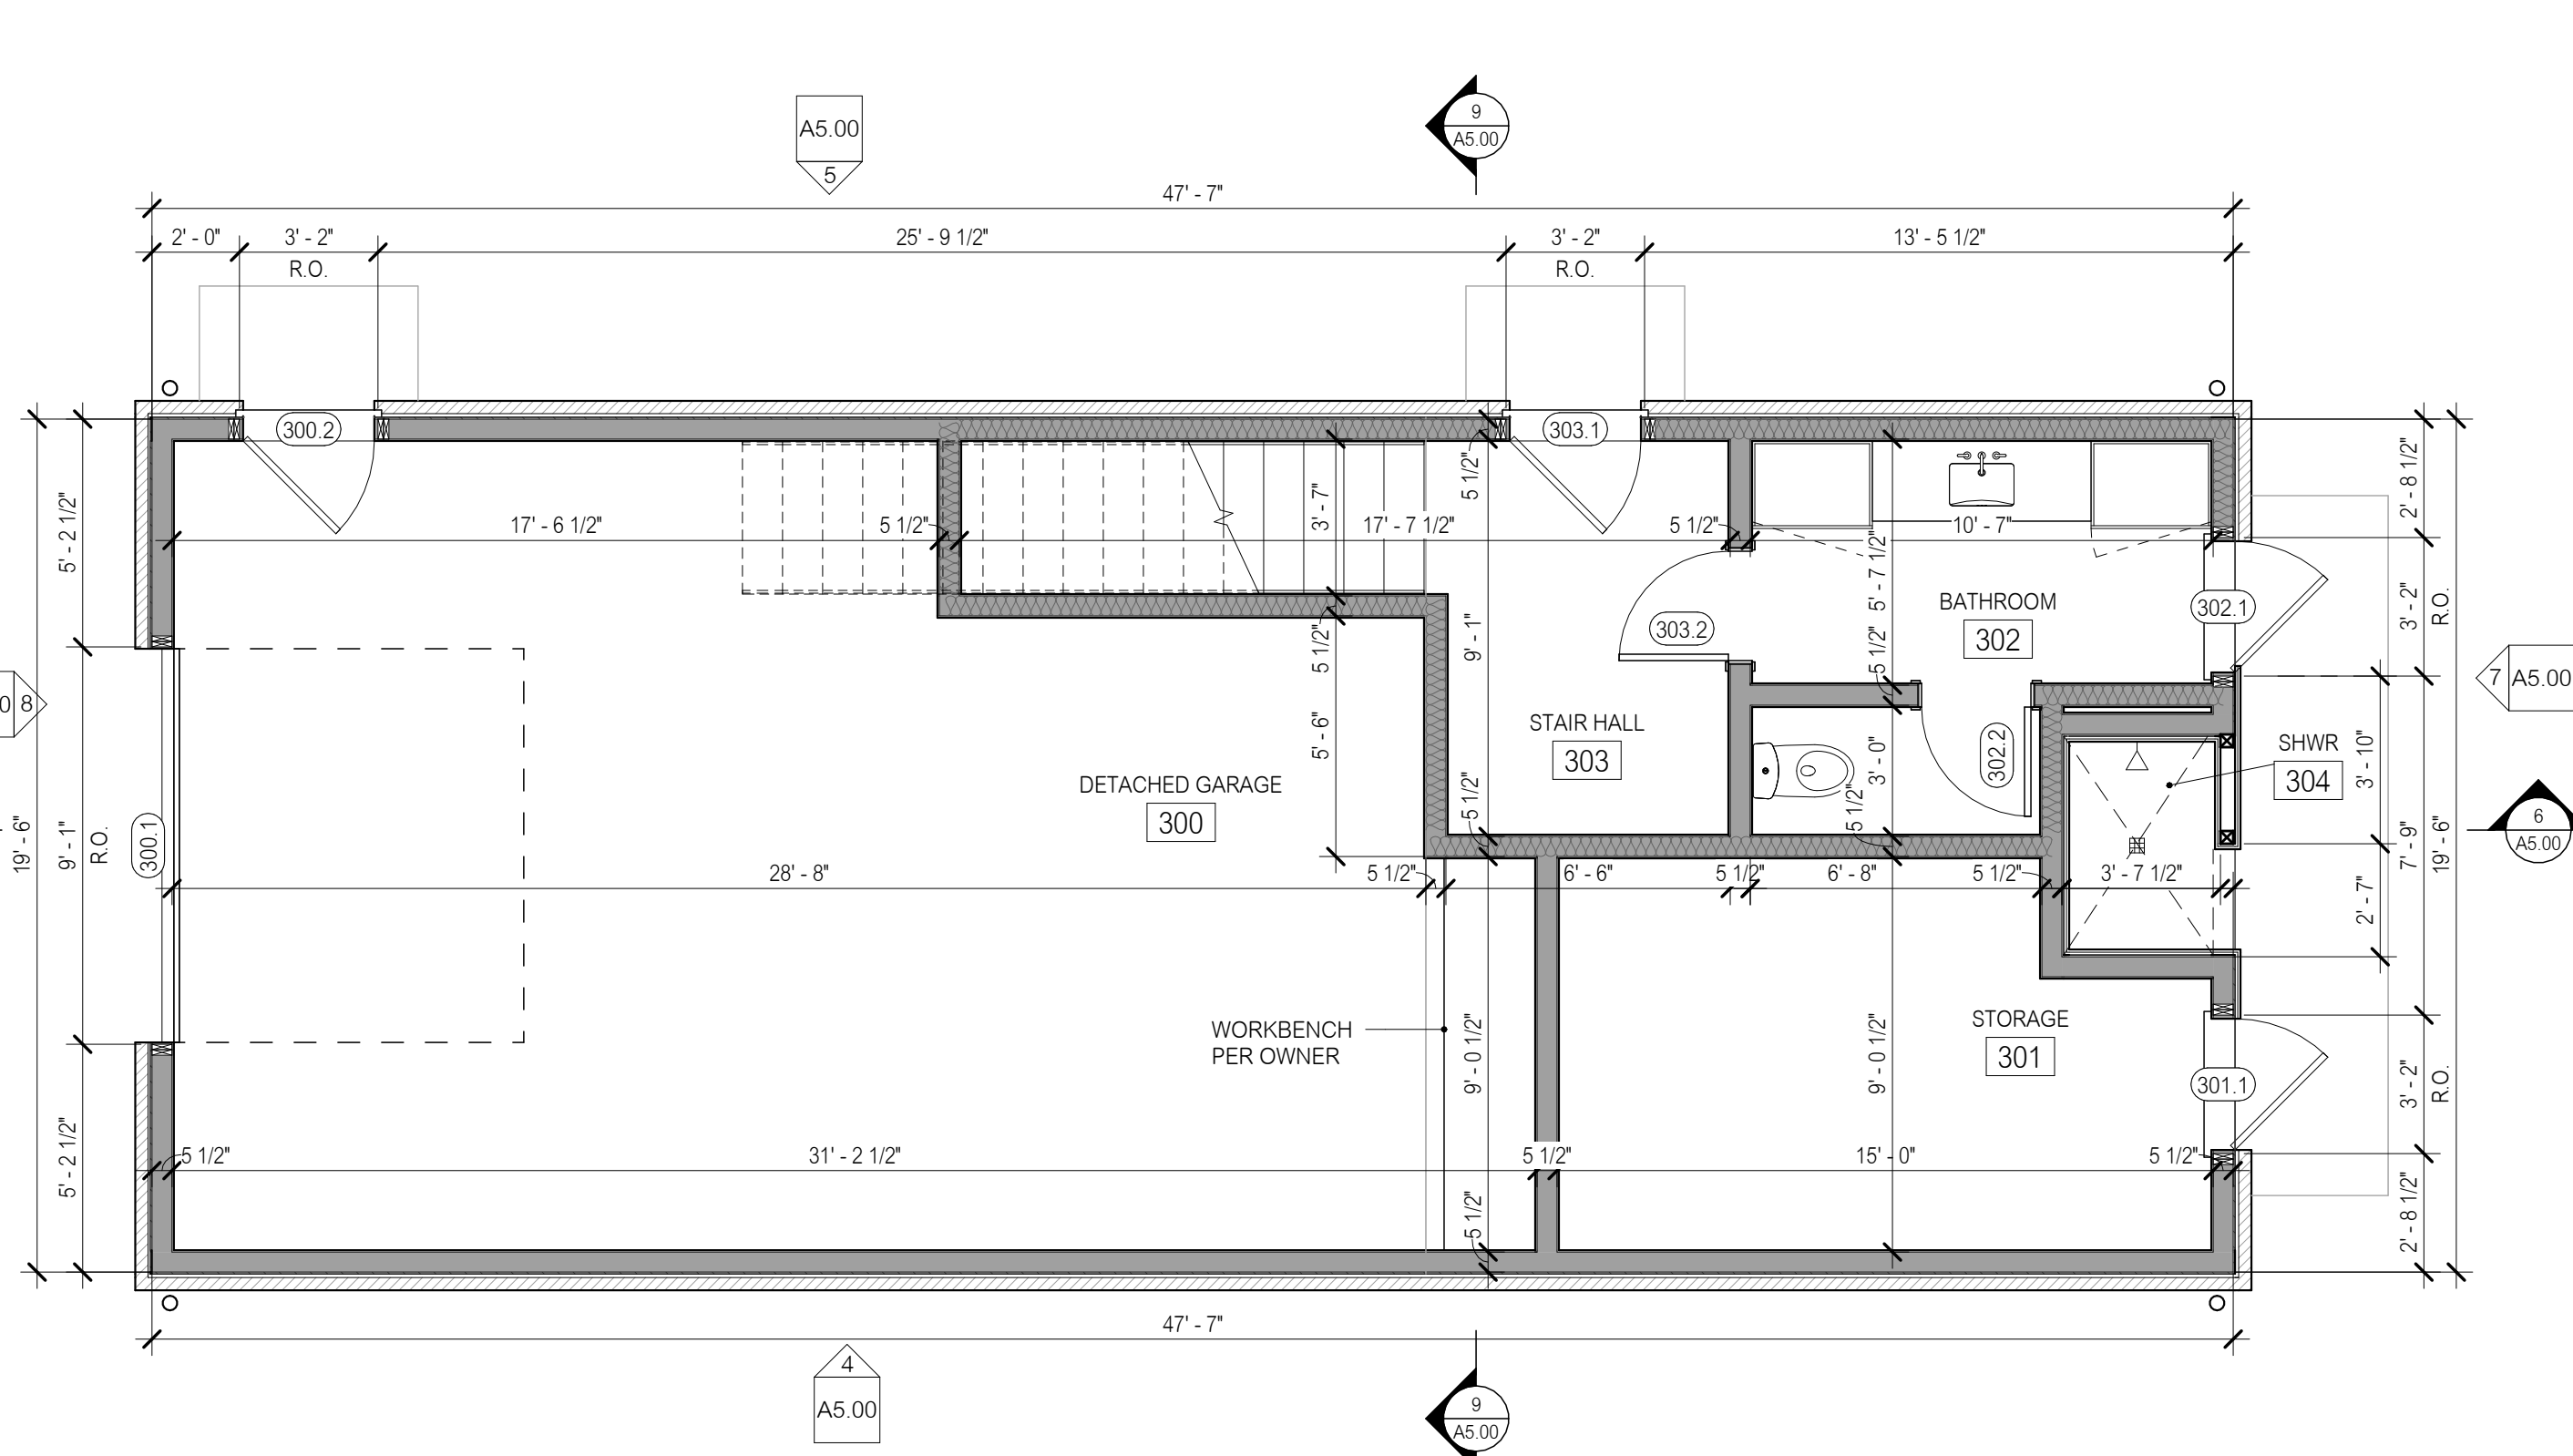 A5.00
5
9
A5.00
47' - 7"
2' - 0"
3' - 2"
R.O.
25' - 9 1/2"
3' - 2"
R.O.
13' - 5 1/2"
300.2
303.1
5' - 2 1/2"
5 1/2"
3' - 7"
2' - 8 1/2"
17' - 6 1/2"
5 1/2"
17' - 7 1/2"
5 1/2"
10' - 7"
5' - 7 1/2"
BATHROOM
302
302.1
3' - 2"
R.O.
303.2
5 1/2"
9' - 1"
5 1/2"
0
8
7
A5.00
STAIR HALL
303
5' - 6"
3' - 0"
302.2
SHWR
304
3' - 10"
DETACHED GARAGE
300
5 1/2"
5 1/2"
6
A5.00
19' - 6"
9' - 1"
R.O.
300.1
7' - 9"
19' - 6"
28' - 8"
5 1/2"
6' - 6"
5 1/2"
6' - 8"
5 1/2"
3' - 7 1/2"
2' - 7"
WORKBENCH
PER OWNER
9' - 0 1/2"
9' - 0 1/2"
STORAGE
301
301.1
3' - 2"
R.O.
5' - 2 1/2"
5 1/2"
31' - 2 1/2"
5 1/2"
15' - 0"
5 1/2"
5 1/2"
2' - 8 1/2"
47' - 7"
4
A5.00
9
A5.00